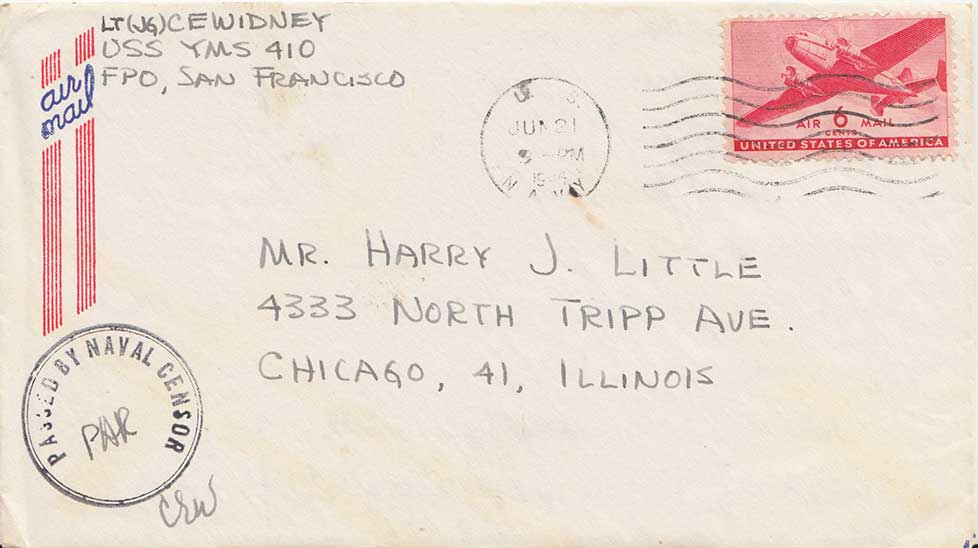 LT(JG) CEWIDNEY
USS YMS 410
FPO, SAN FRANCISCO
air
mail
JUN 21
PM
NAVY
AIR 6 MAIL
CENTS
UNITED STATES OF AMERICA
MR. HARRY J. LITTLE
4333 NORTH TRIPP AVE.
CHICAGO, 41, ILLINOIS
PASSED BY NAVAL CENSOR
PAR
CEW